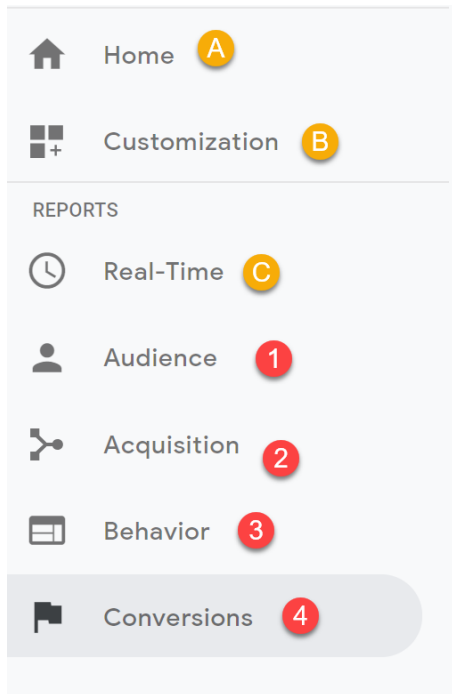 Home A
Customization B
REPORTS
Real-Time C
Audience 1
Acquisition 2
Behavior 3
Conversions 4